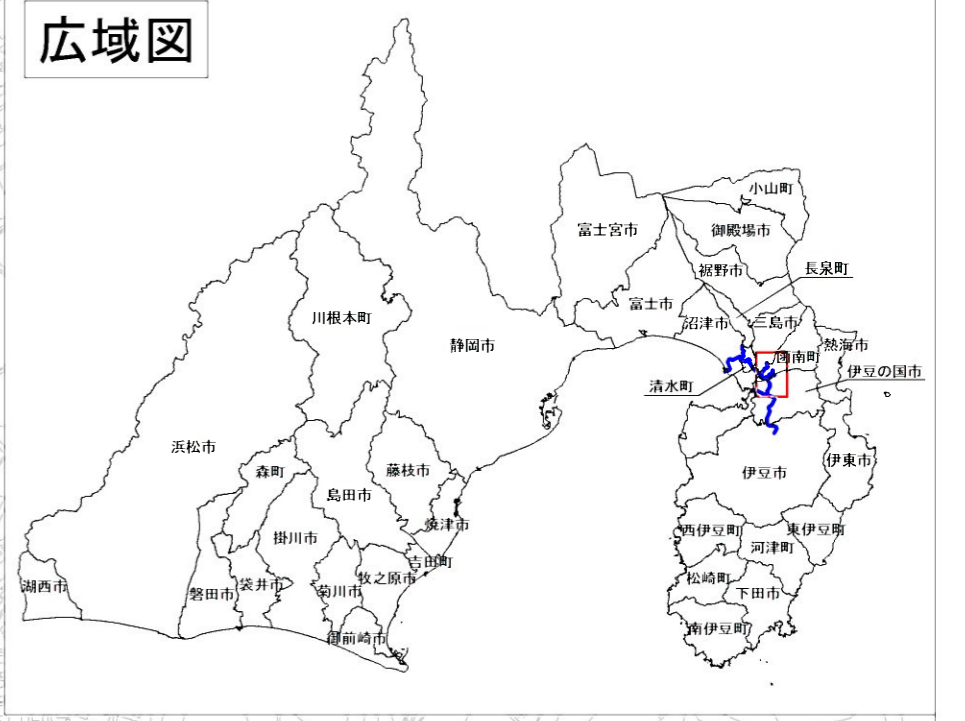 広域図
小山町
御殿場市
富士宮市
裾野市
長泉町
富士市
沼津市
三島市
川根本町
静岡市
熱海市
函南町
伊豆の国市
清水町
浜松市
森町
藤枝市
伊豆市
伊東市
島田市
焼津市
掛川市
西伊豆町
東伊豆町
河津町
吉田町
湖西市
磐田市
袋井市
菊川市
牧之原市
松崎町
下田市
御前崎市
南伊豆町